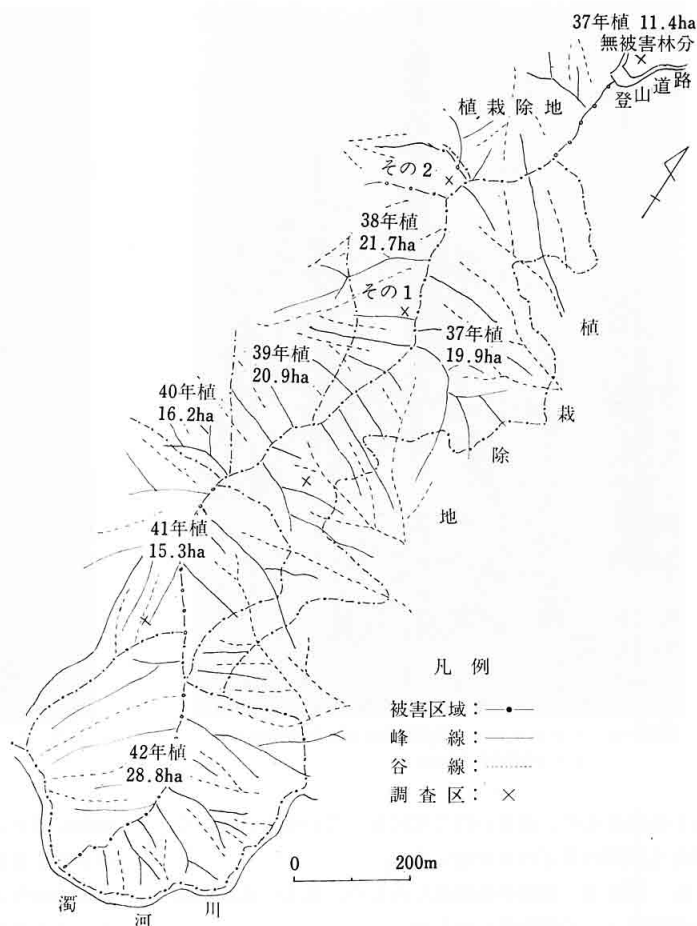 37年植 11.4ha
無被害林分
登山道路
植栽除地
その2
38年植
21.7ha
その1
37年植
19.9ha
39年植
20.9ha
40年植
16.2ha
植栽除地
41年植
15.3ha
42年植
28.8ha
凡例
被害区域:
峰線:
谷線:
調査区:×
0 200m
濁河川